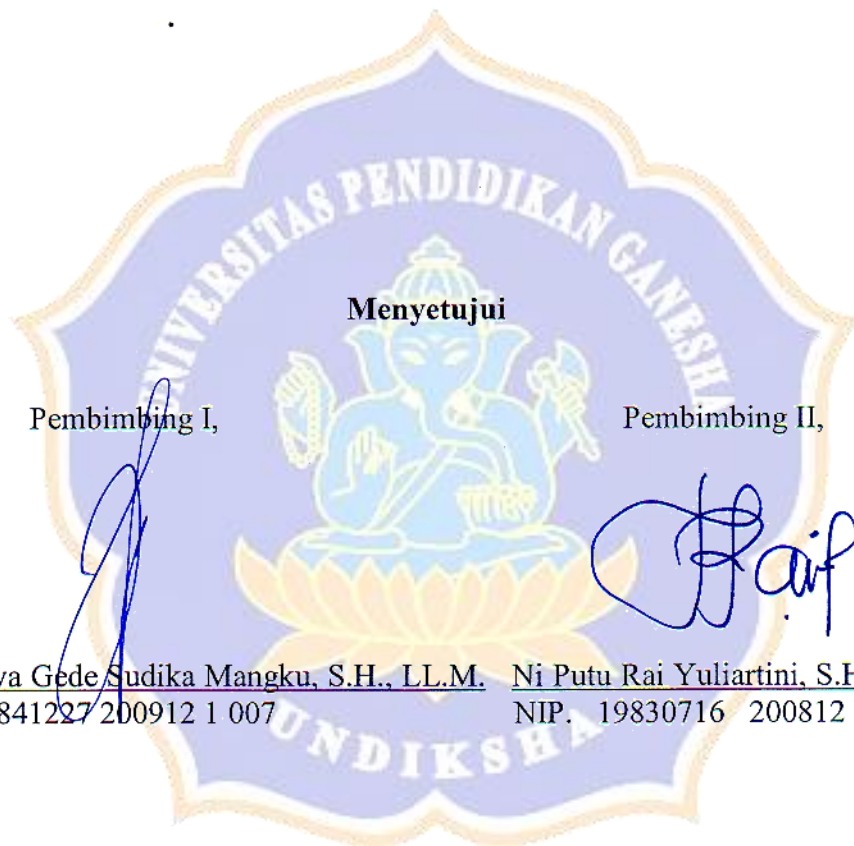 UNIVERSITAS PENDIDIKAN GANESHA
Menyetujui
Pembimbing I, Pembimbing II,
Gede Sudika Mangku, S.H., LL.M. Ni Putu Rai Yuliartini, S.H
841227 200912 1 007 NIP. 19830716 200812
UNDIKSHA